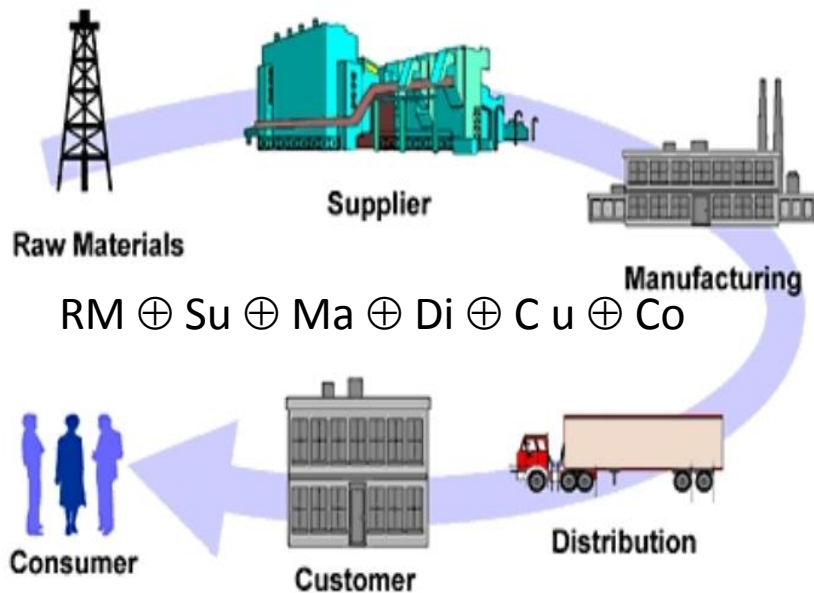 Supplier
Raw Materials
Manufacturing
RM ⊕ Su ⊕ Ma ⊕ Di ⊕ C u ⊕ Co
Distribution
Consumer
Customer